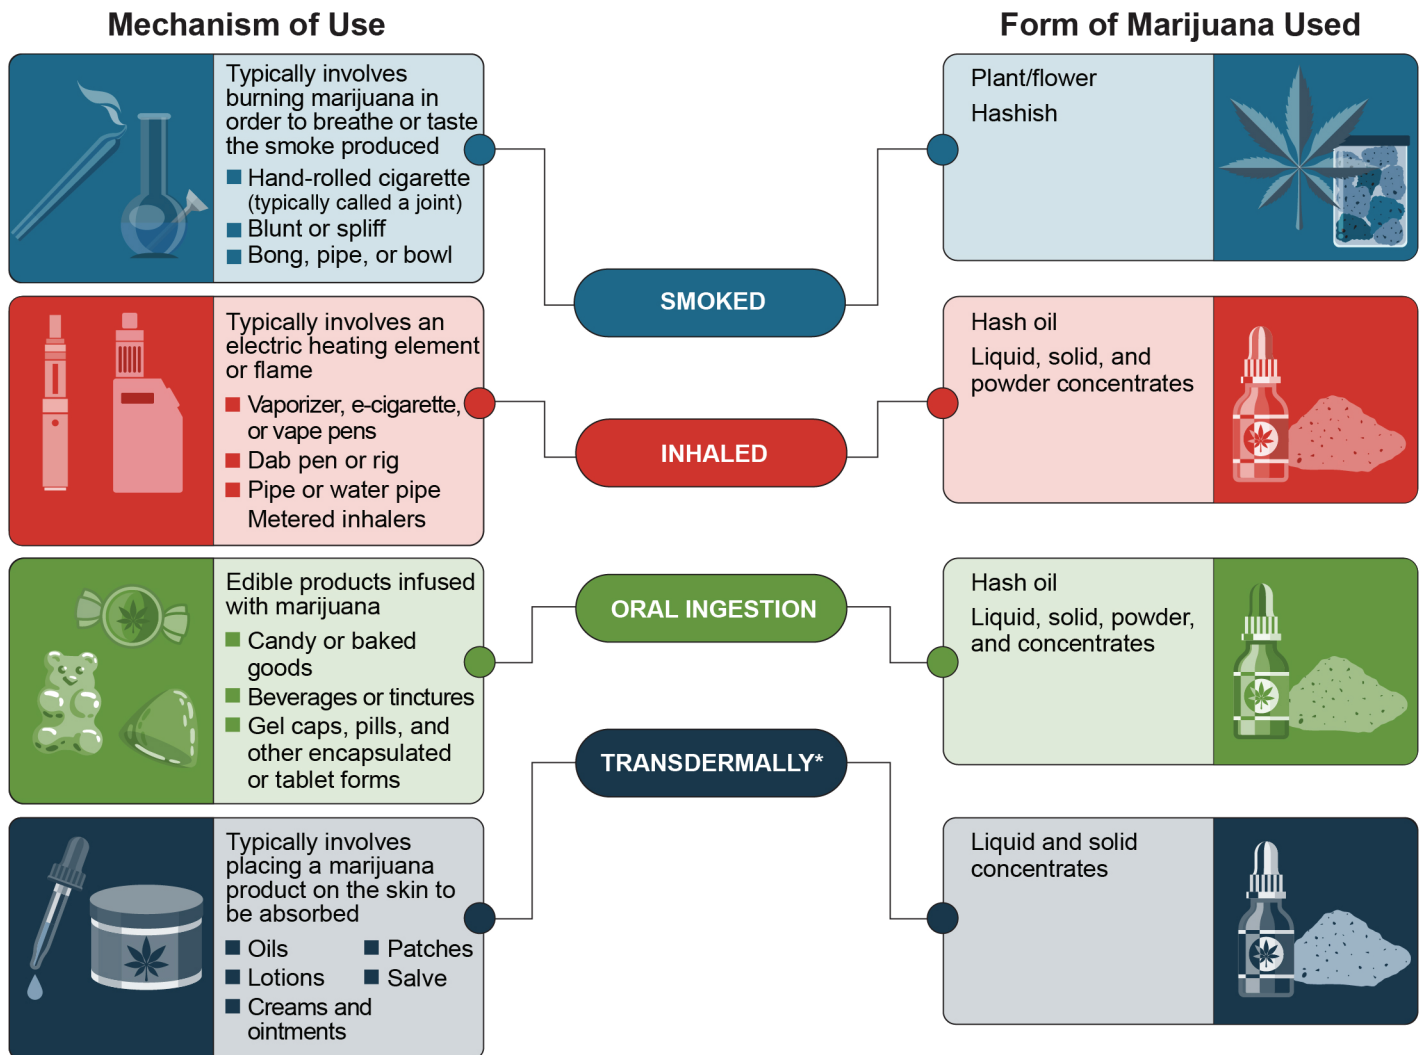 Mechanism of Use
Form of Marijuana Used
Typically involves
burning marijuana in
order to breathe or taste
the smoke produced
Hand-rolled cigarette
(typically called a joint)
Blunt or spliff
Bong, pipe, or bowl
SMOKED
Plant/flower
Hashish
Typically involves an
electric heating element
or flame
Vaporizer, e-cigarette,
or vape pens
Dab pen or rig
Pipe or water pipe
Metered inhalers
INHALED
Hash oil
Liquid, solid, and
powder concentrates
Edible products infused
with marijuana
Candy or baked
goods
Beverages or tinctures
Gel caps, pills, and
other encapsulated
or tablet forms
ORAL INGESTION
Hash oil
Liquid, solid, powder,
and concentrates
Typically involves
placing a marijuana
product on the skin to
be absorbed
Oils
Patches
Lotions
Salve
Creams and
ointments
TRANSDERMALLY*
Liquid and solid
concentrates